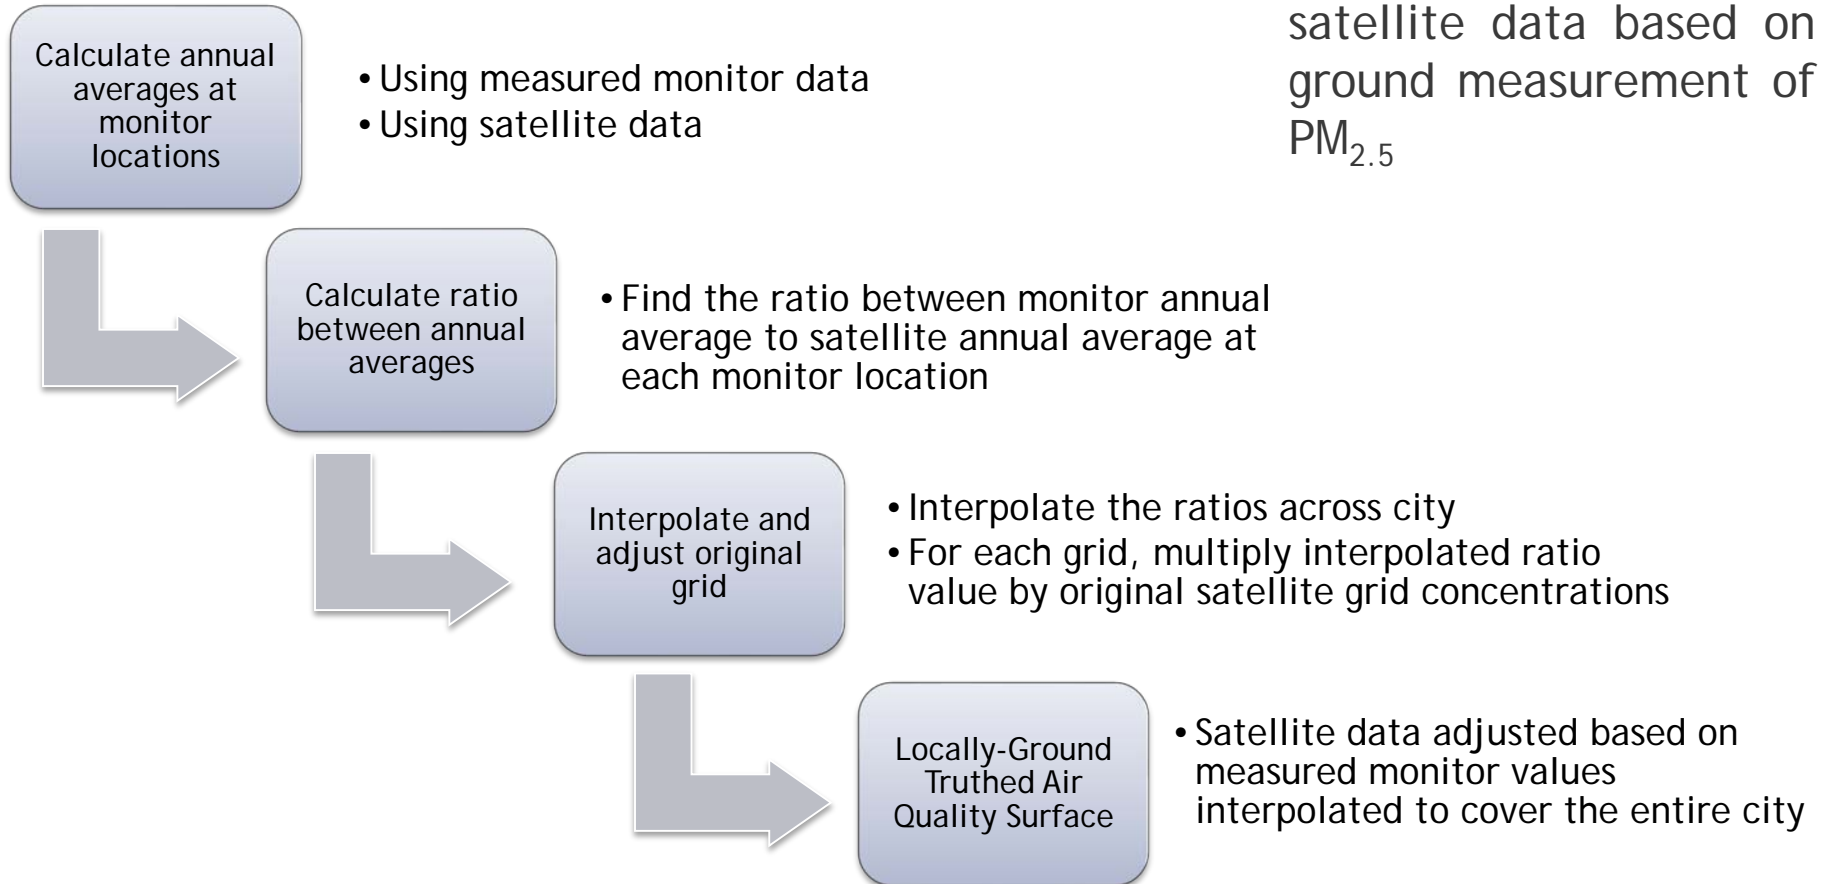 satellite data based on
ground measurement of
PM2.5
Calculate annual
averages at
monitor
locations
• Using measured monitor data
• Using satellite data
Calculate ratio
between annual
averages
• Find the ratio between monitor annual
average to satellite annual average at
each monitor location
Interpolate and
adjust original
grid
• Interpolate the ratios across city
• For each grid, multiply interpolated ratio
value by original satellite grid concentrations
Locally-Ground
Truthed Air
Quality Surface
• Satellite data adjusted based on
measured monitor values
interpolated to cover the entire city